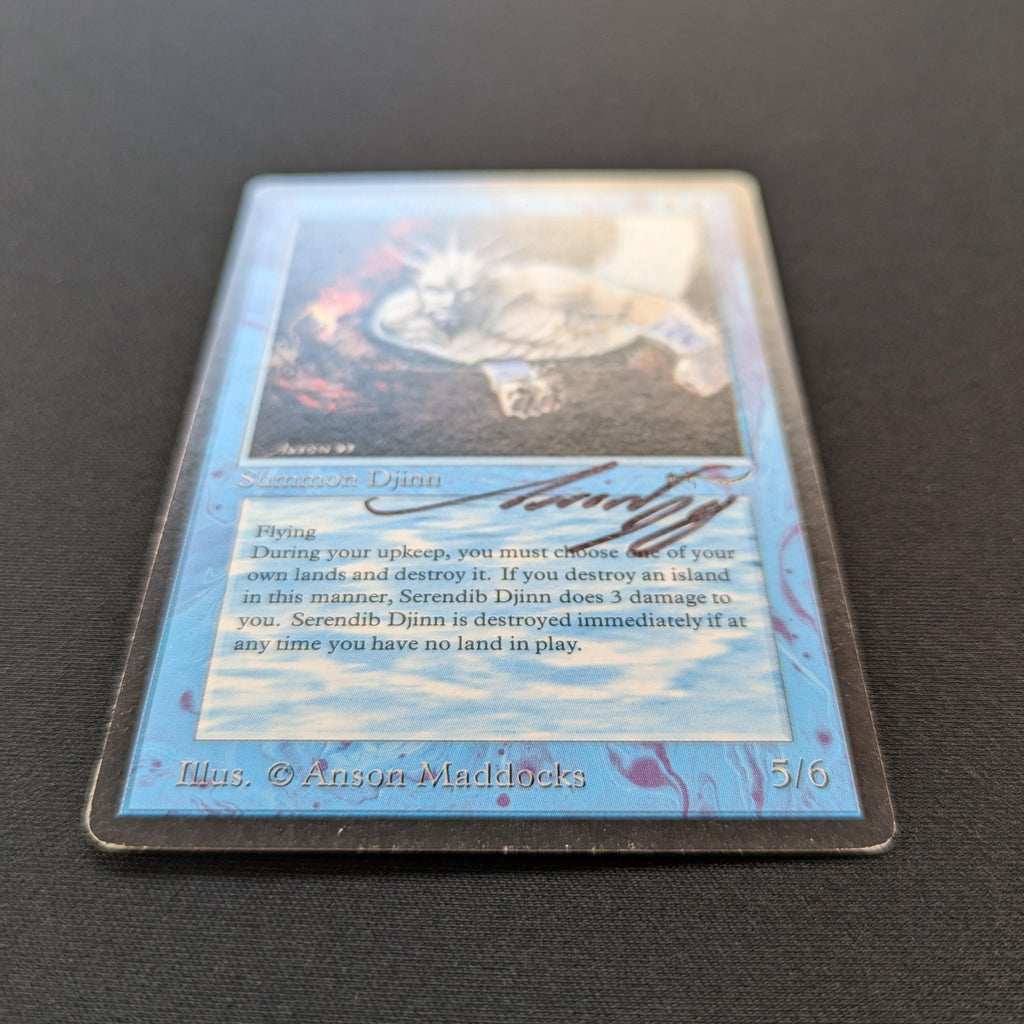 ANSON 93
Summon Djinn
Flying
During your upkeep, you must choose one of your
own lands and destroy it. If you destroy an island
in this manner, Serendib Djinn does 3 damage to
you. Serendib Djinn is destroyed immediately if at
any time you have no land in play.
Illus. © Anson Maddocks
5/6